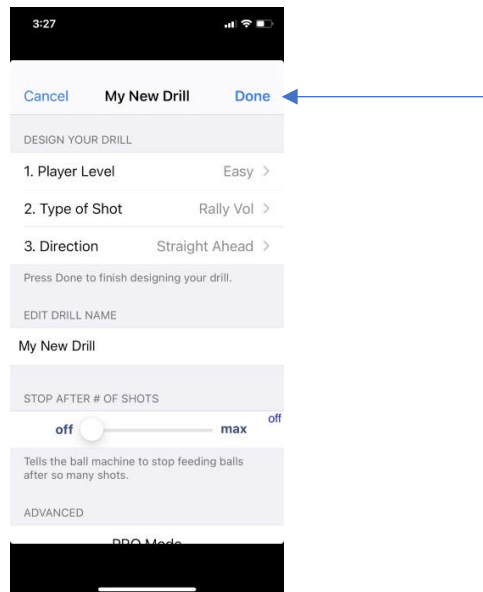 3:27
Cancel My New Drill Done
DESIGN YOUR DRILL
1. Player Level Easy >
2. Type of Shot Rally Vol >
3. Direction Straight Ahead >
Press Done to finish designing your drill.
EDIT DRILL NAME
My New Drill
STOP AFTER # OF SHOTS
off
off max
Tells the ball machine to stop feeding balls
after so many shots.
ADVANCED
PRO Mode